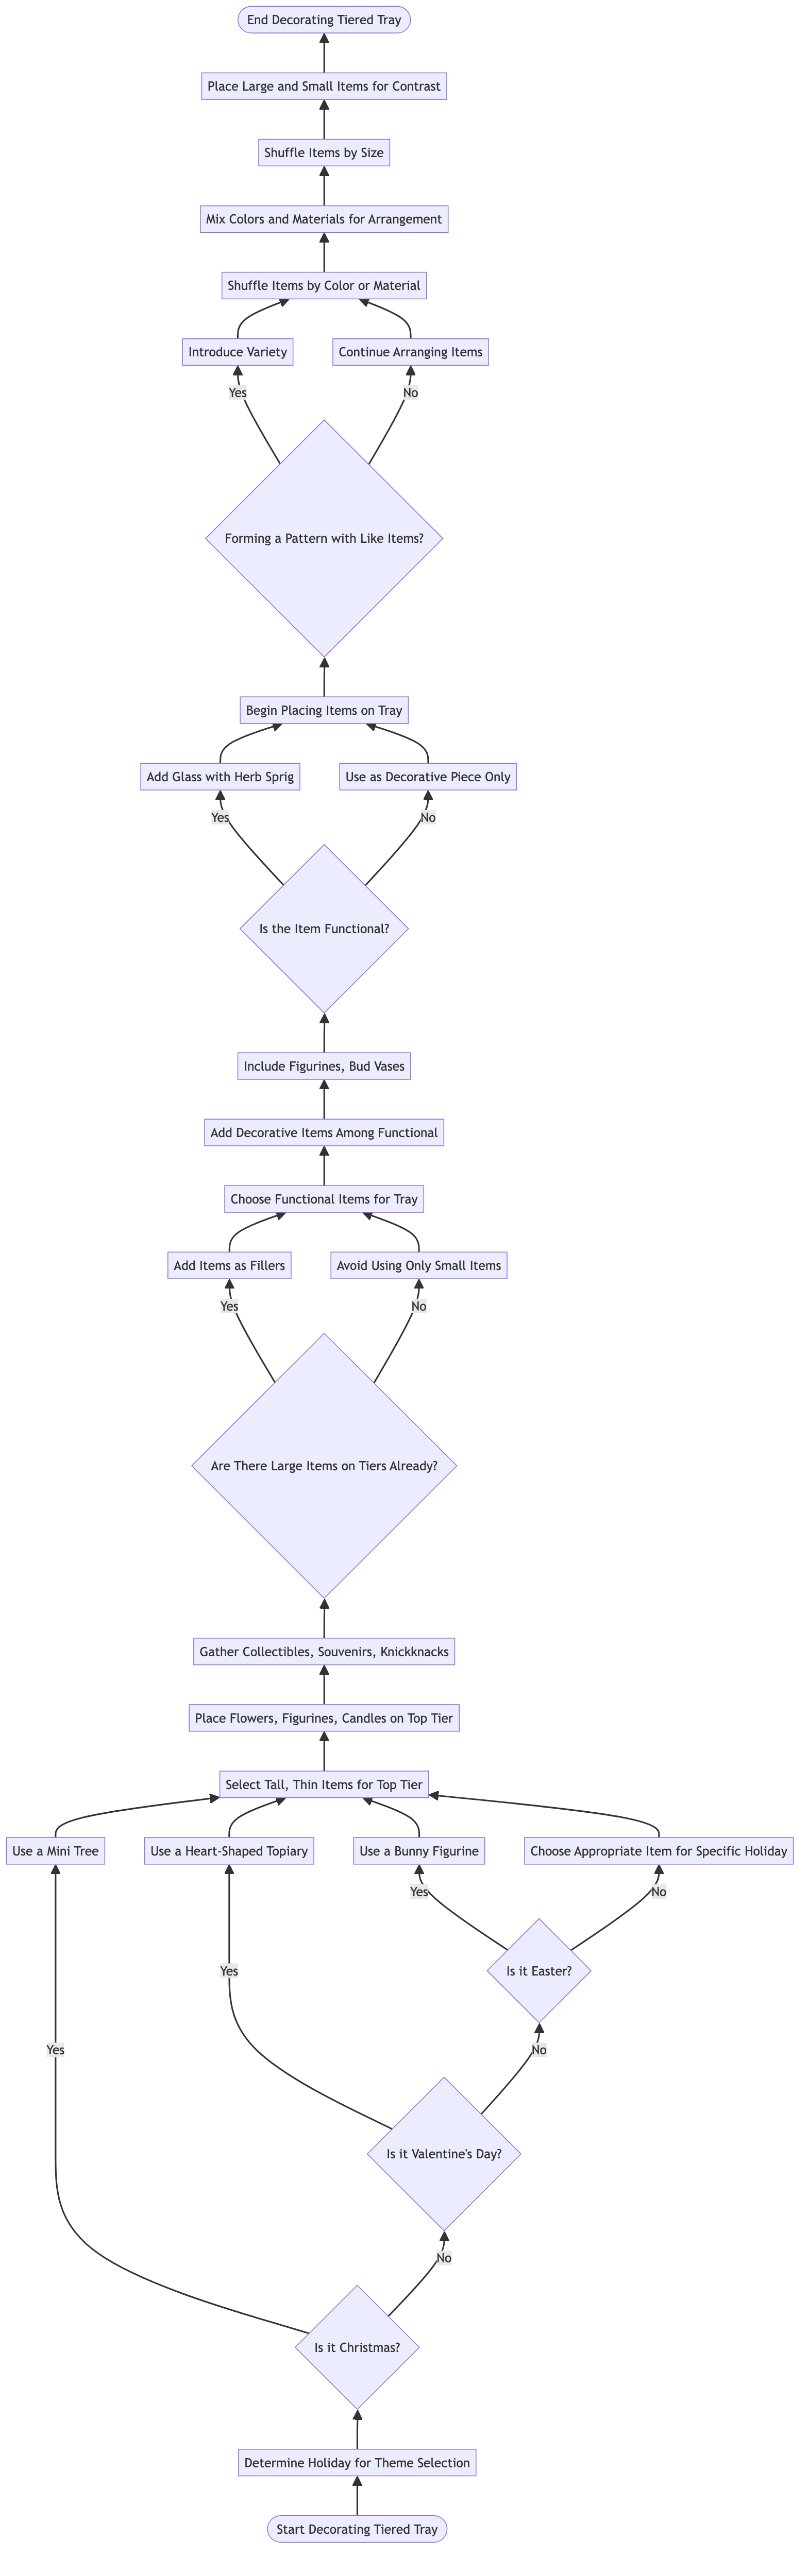 End Decorating Tiered Tray
Place Large and Small Items for Contrast
Shuffle Items by Size
Mix Colors and Materials for Arrangement
Shuffle Items by Color or Material
Introduce Variety
Continue Arranging Items
Yes
No
Forming a Pattern with Like Items?
Begin Placing Items on Tray
Add Glass with Herb Sprig
Use as Decorative Piece Only
Yes
No
Is the Item Functional?
Include Figurines, Bud Vases
Add Decorative Items Among Functional
Choose Functional Items for Tray
Add Items as Fillers
Avoid Using Only Small Items
Yes
No
Are There Large Items on Tiers Already?
Gather Collectibles, Souvenirs, Knickknacks
Place Flowers, Figurines, Candles on Top Tier
Select Tall, Thin Items for Top Tier
Use a Mini Tree
Use a Heart-Shaped Topiary
Use a Bunny Figurine
Choose Appropriate Item for Specific Holiday
Yes
No
Yes
Is it Easter?
Yes
No
Is it Valentine's Day?
No
Is it Christmas?
Determine Holiday for Theme Selection
Start Decorating Tiered Tray